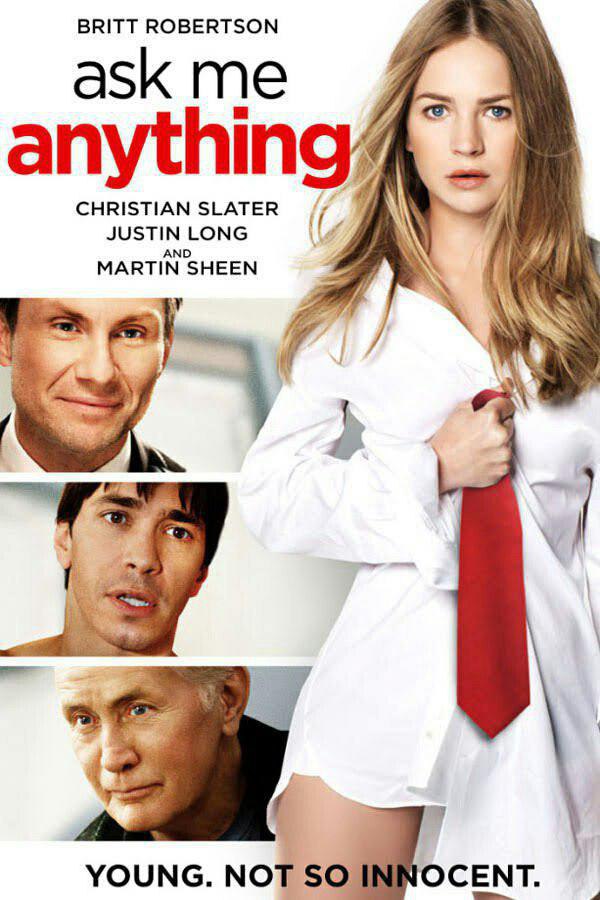 BRITT ROBERTSON
ask me
anything
CHRISTIAN SLATER
JUSTIN LONG
AND
MARTIN SHEEN
YOUNG. NOT SO INNOCENT.